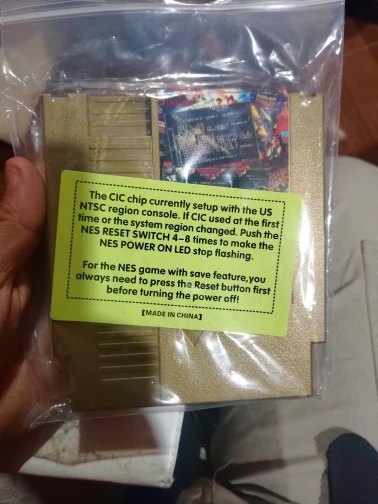 The CIC chip currently setup with the US
NTSC region console. If CIC used at the first
time or the system region changed. Push the
NES RESET SWITCH 4-8 times to make the
NES POWER ON LED stop flashing.
For the NES game with save feature,you
always need to press the Reset button first
before turning the power off!
【MADE IN CHINA】